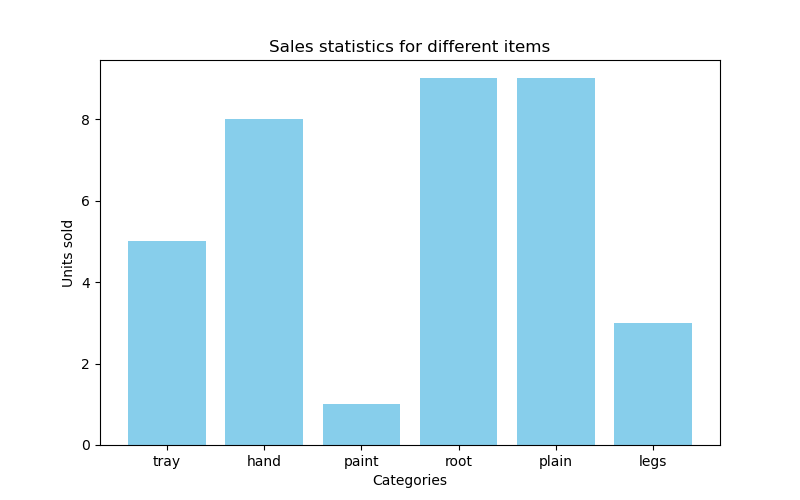 Sales statistics for different items
Units sold
8
6
4
2
0
tray hand paint root plain legs
Categories